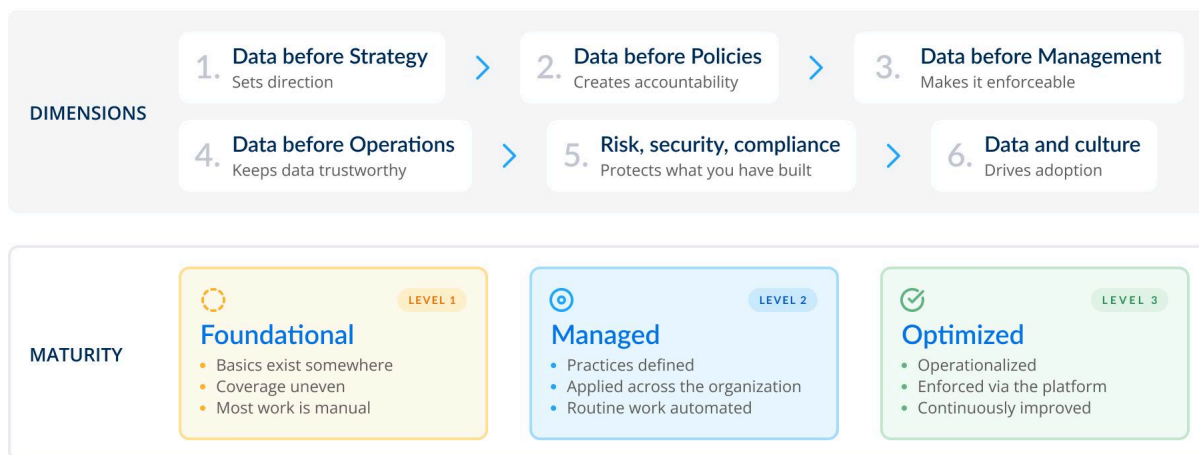 DIMENSIONS
1. Data before Strategy
Sets direction
2. Data before Policies
Creates accountability
3. Data before Management
Makes it enforceable
4. Data before Operations
Keeps data trustworthy
5. Risk, security, compliance
Protects what you have built
6. Data and culture
Drives adoption
MATURITY
LEVEL 1
Foundational
• Basics exist somewhere
• Coverage uneven
• Most work is manual
LEVEL 2
Managed
• Practices defined
• Applied across the organization
• Routine work automated
LEVEL 3
Optimized
• Operationalized
• Enforced via the platform
• Continuously improved